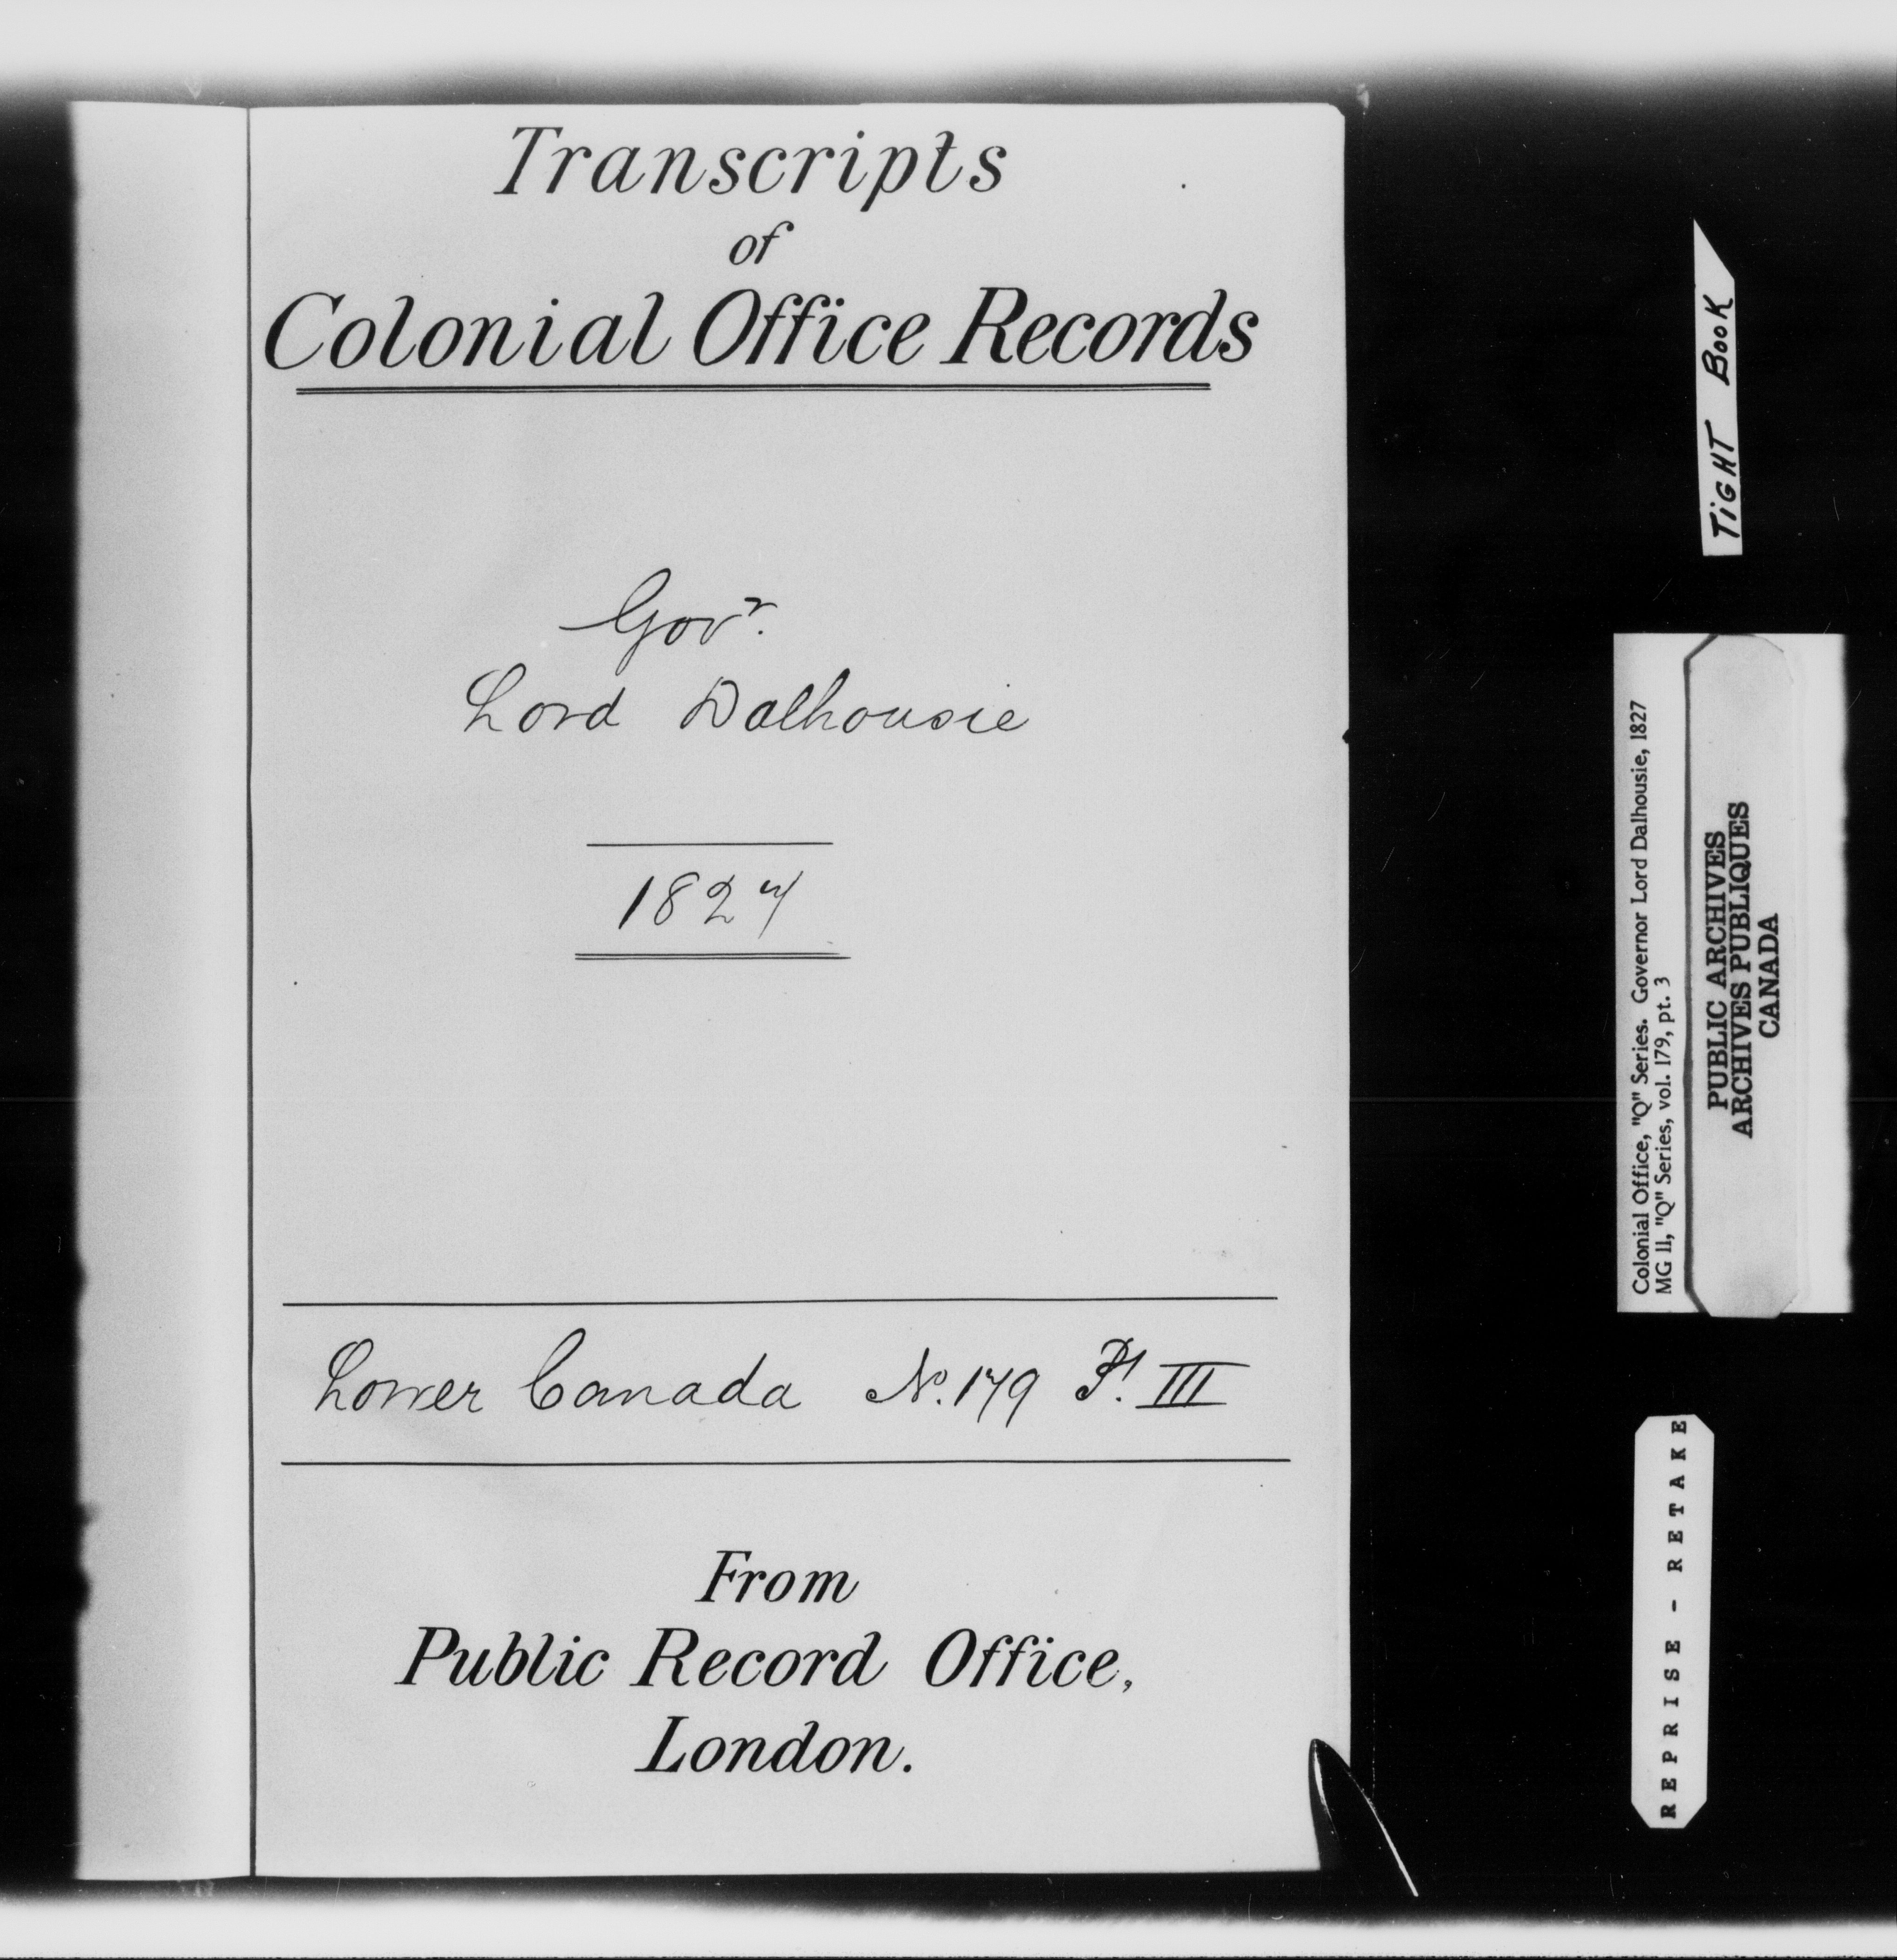 Transcripts
of
Colonial Office Records
Govr.
Lord Dalhousie
1827
Lower Canada No. 179 Pt. III
From
Public Record Office,
London.
TIGHT BOOK
Colonial Office, "Q" Series. Governor Lord Dalhousie, 1827
MG 11, "Q" Series, vol. 179, pt. 3
PUBLIC ARCHIVES
ARCHIVES PUBLIQUES
CANADA
REPRISE - RETAKE